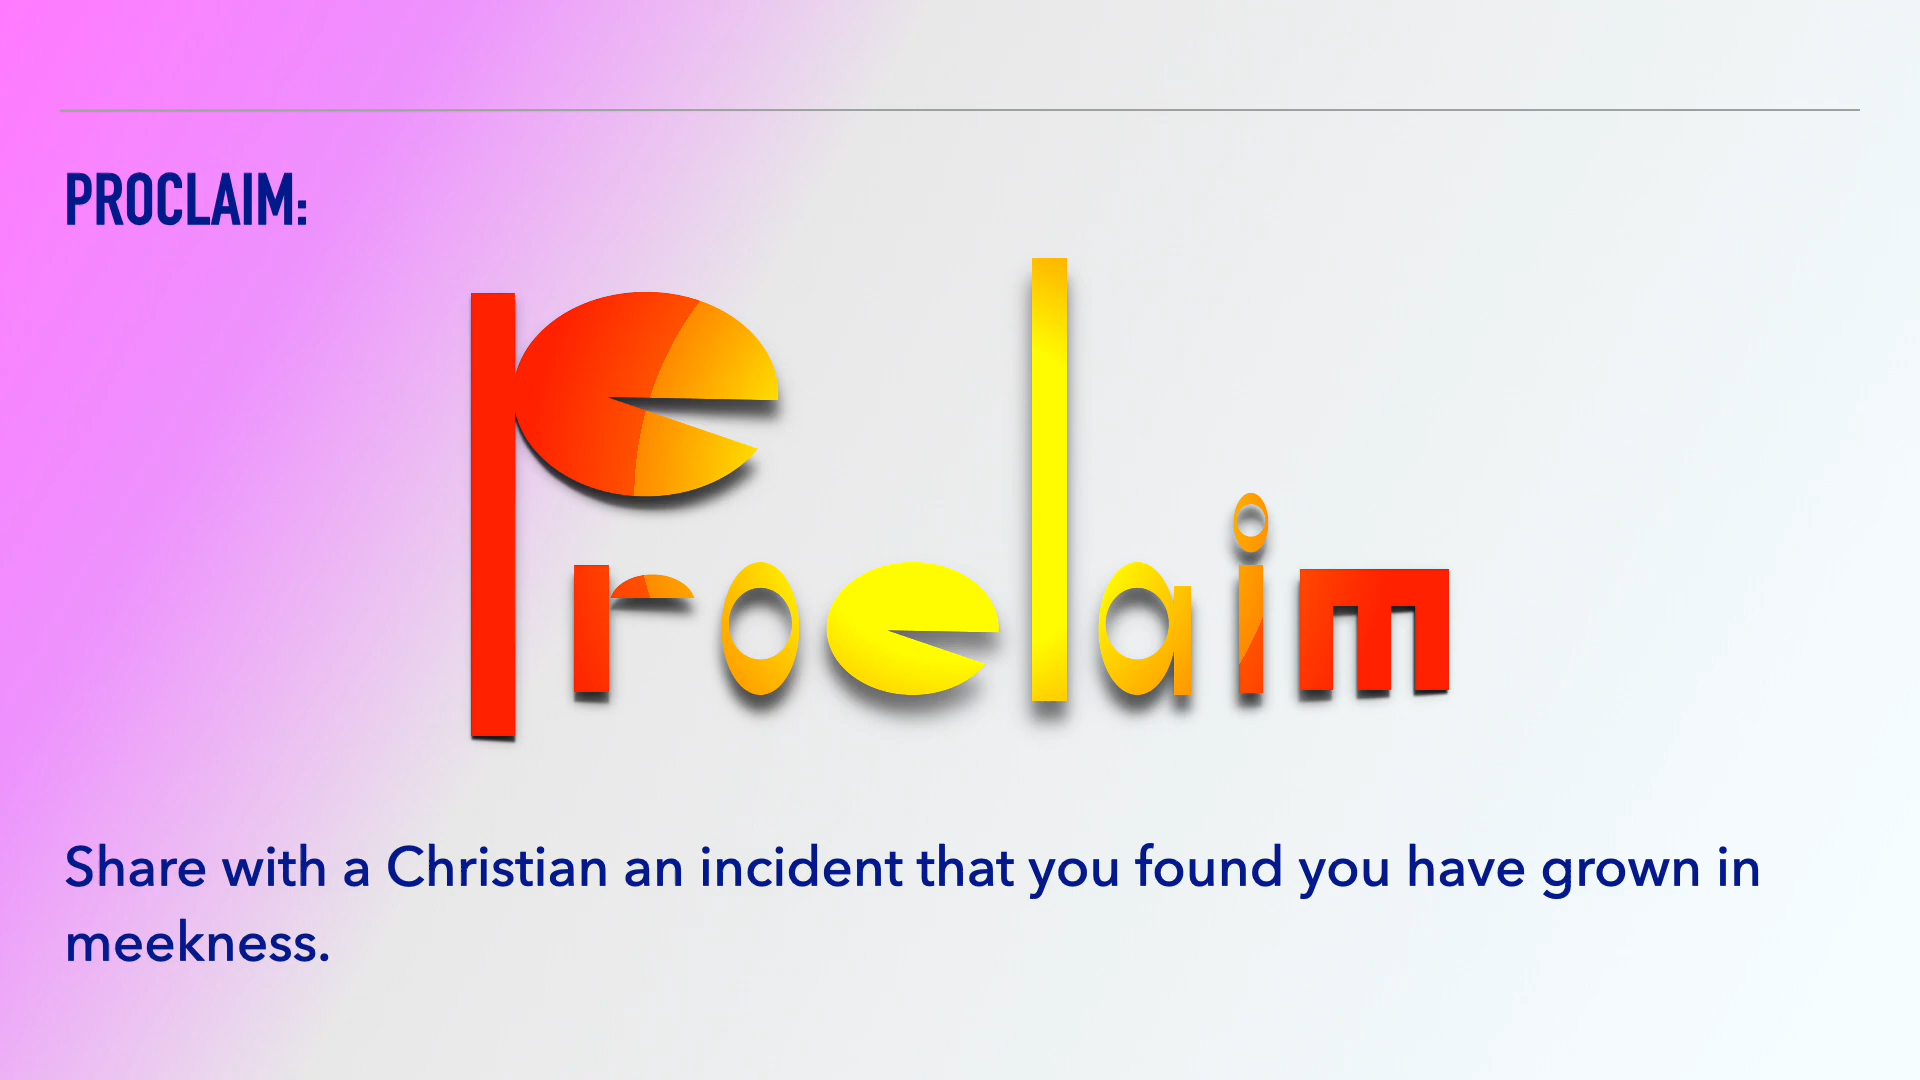 PROCLAIM:
Proclaim
Share with a Christian an incident that you found you have grown in
meekness.